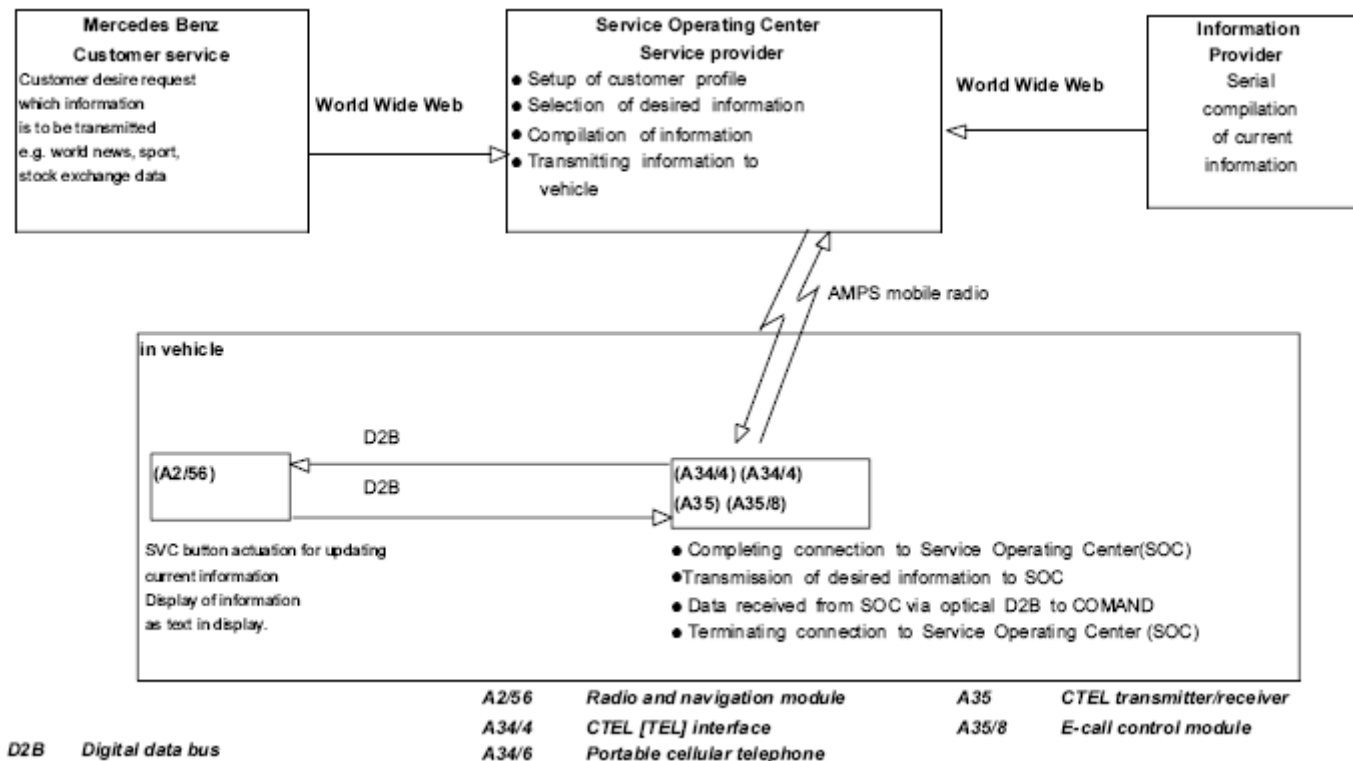 Mercedes Benz
Customer service
Customer desire request
which information
is to be transmitted
e.g. world news, sport,
stock exchange data
World Wide Web
Service Operating Center
Service provider
● Setup of customer profile
● Selection of desired information
● Compilation of information
● Transmitting information to
vehicle
World Wide Web
Information
Provider
Serial
compilation
of current
information
AMPS mobile radio
in vehicle
D2B
(A2/56)
D2B
(A34/4) (A34/4)
(A35) (A35/8)
SVC button actuation for updating
current information
Display of information
as text in display.
● Completing connection to Service Operating Center(SOC)
●Transmission of desired information to SOC
● Data received from SOC via optical D2B to COMAND
● Terminating connection to Service Operating Center (SOC)
A2/56 Radio and navigation module A35 CTEL transmitter/receiver
A34/4 CTEL [TEL] interface A35/8 E-call control module
D2B Digital data bus A34/6 Portable cellular telephone